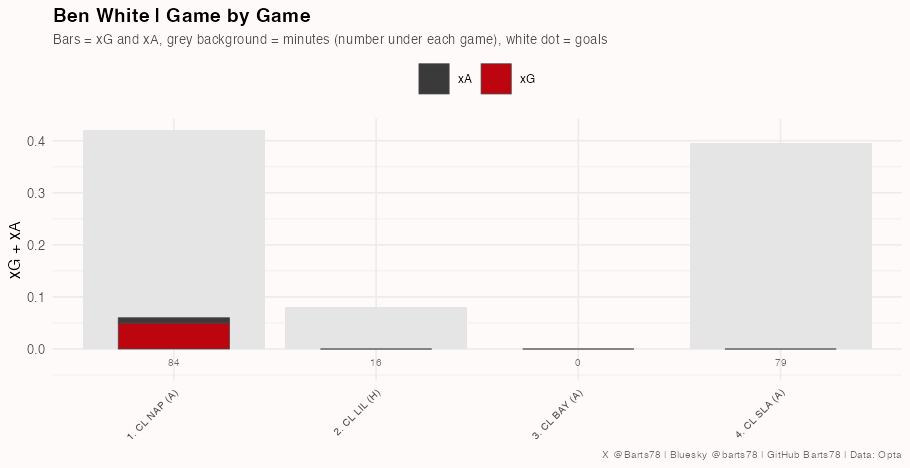 Ben White | Game by Game
Bars = xG and xA, grey background = minutes (number under each game), white dot = goals
xA xG
xG + xA
0.4
0.3
0.2
0.1
0.0
84 16 0 79
1. CL NAP (A) 2. CL LIL (H) 3. CL BAY (A) 4. CL SLA (A)
X @Barts78 | Bluesky @barts78 | GitHub Barts78 | Data: Opta